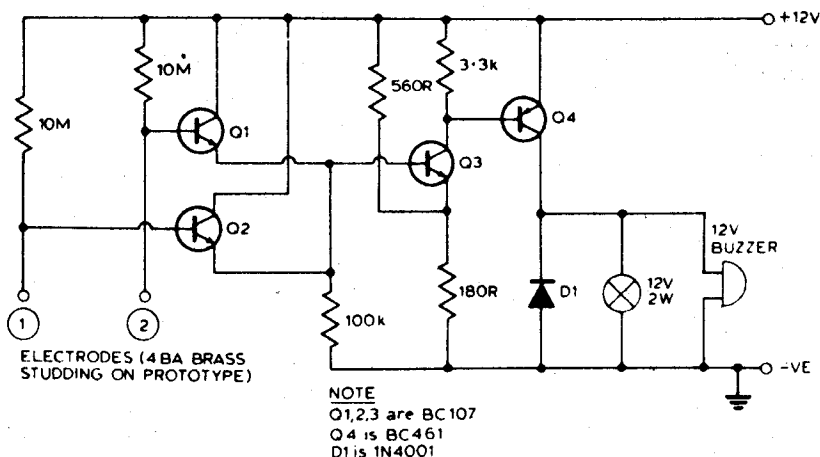 +12V
10M
10M
560R
3·3k
Q1
Q2
Q3
Q4
1
2
ELECTRODES (4BA BRASS
STUDDING ON PROTOTYPE)
100k
180R
D1
12V
2W
12V
BUZZER
-VE
NOTE
Q1,2,3 are BC107
Q4 is BC461
D1 is 1N4001